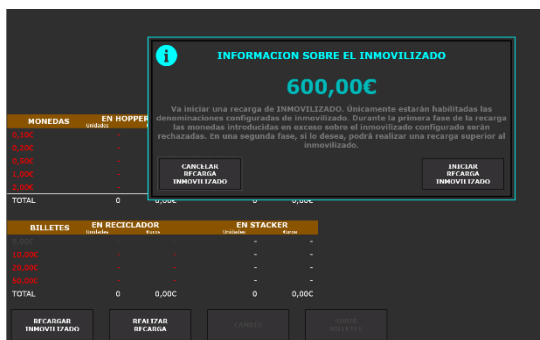 INFORMACION SOBRE EL INMOVILIZADO
600,00€
Va iniciar una recarga de INMOVILIZADO. Únicamente estarán habilitadas las
denominaciones configuradas de inmovilizado. Durante la primera fase de la recarga
las monedas introducidas en exceso sobre el inmovilizado configurado serán
rechazadas. En una segunda fase, si lo desea, podrá realizar una recarga superior al
inmovilizado.
CANCELAR
RECARGA
INMOVILIZADO
INICIAR
RECARGA
INMOVILIZADO
MONEDAS EN HOPPER
Unidades
0,10€ -
0,20€ -
0,50€ -
1,00€ -
2,00€ -
TOTAL 0 0,00€ 0 0,00€
BILLETES EN RECICLADOR EN STACKER
Unidades Euros Unidades Euros
- -
10,00€ - - - -
20,00€ - - - -
50,00€ - - - -
TOTAL 0 0,00€ 0 0,00€
RECARGAR
INMOVILIZADO
REALIZAR
RECARGA
CAMBIO
BILLETES